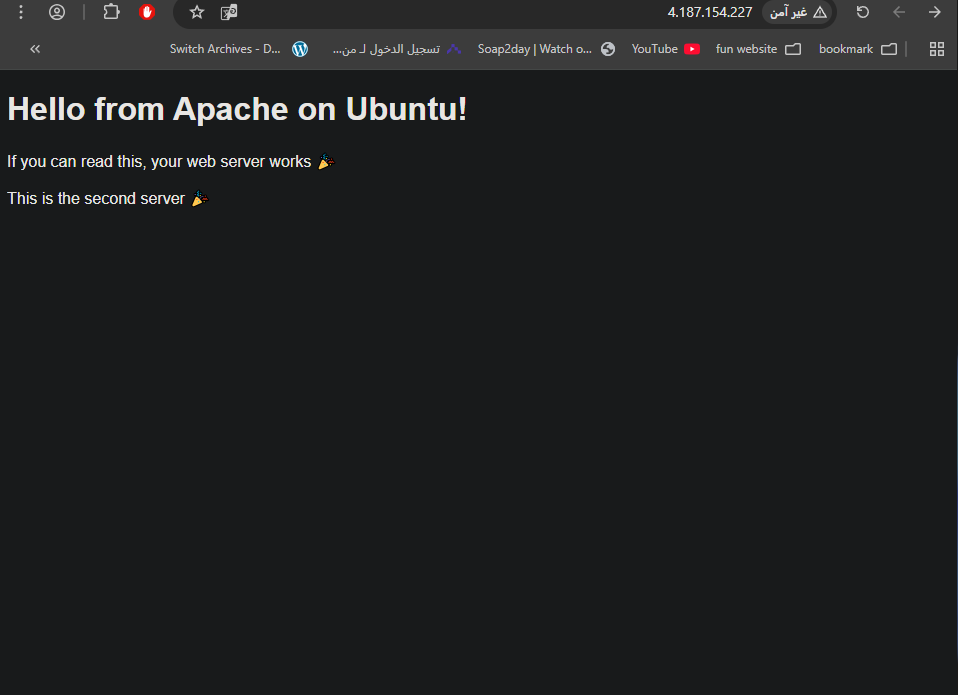 4.187.154.227 غير آمن
Switch Archives - D... تسجيل الدخول لـ من... Soap2day | Watch o... YouTube fun website bookmark
Hello from Apache on Ubuntu!
If you can read this, your web server works 🎉
This is the second server 🎉